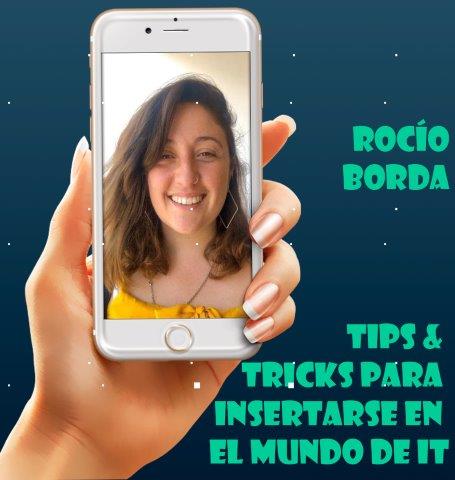 ROCÍO
BORDA
TIPS &
TRICKS PARA
INSERTARSE EN
EL MUNDO DE IT